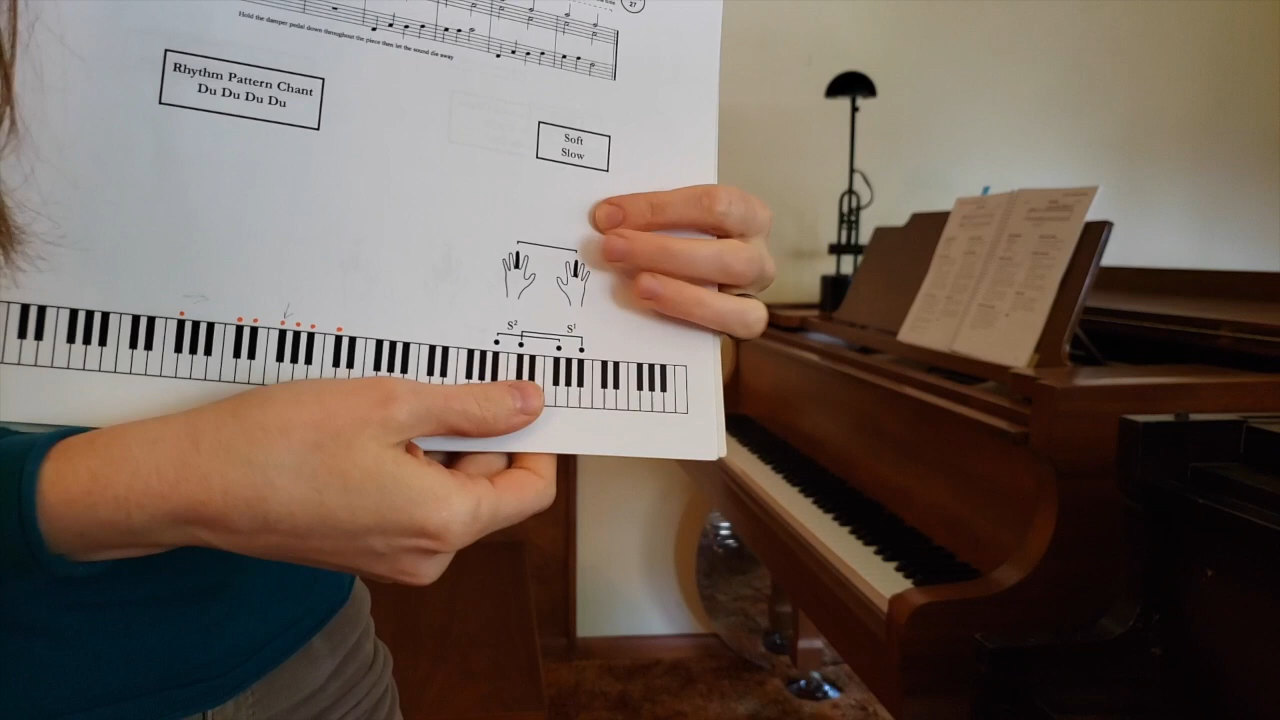 27
Hold the damper pedal down throughout the piece then let the sound die away
Rhythm Pattern Chant
Du Du Du Du
Soft
Slow
S² S¹